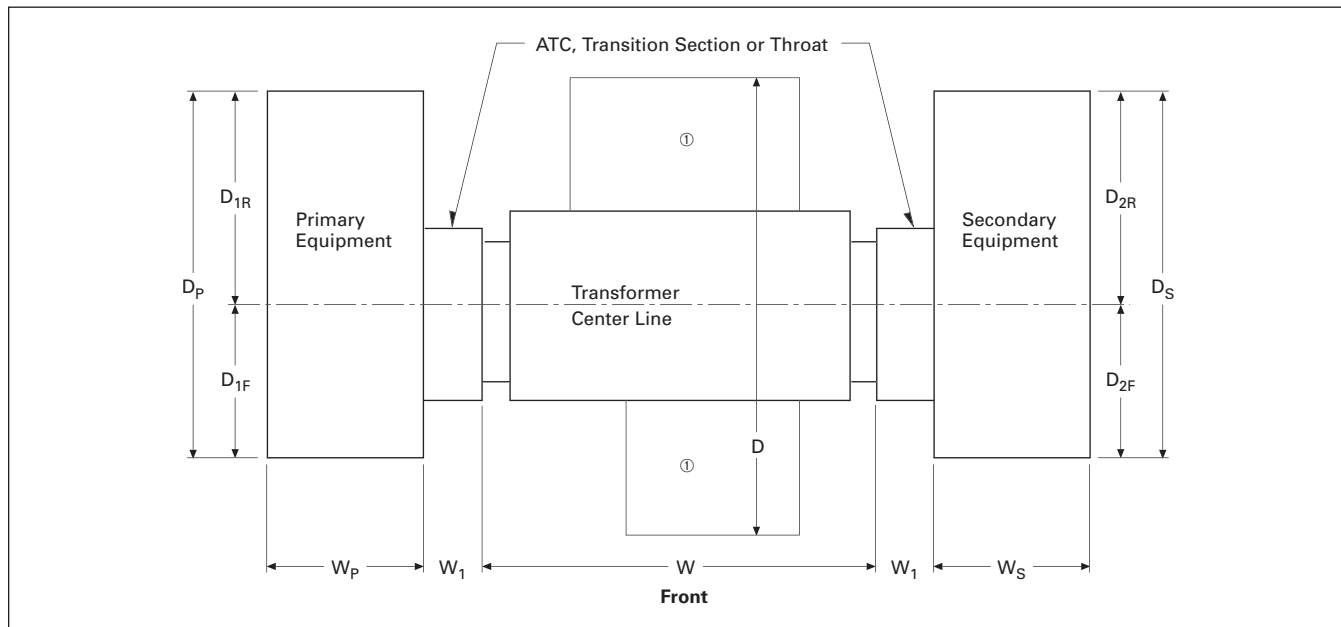 ATC, Transition Section or Throat
①
D1R
D2R
Primary
Equipment
Secondary
Equipment
DP
Transformer
Center Line
DS
D1F
D2F
D
①
WP
W1
W
W1
WS
Front